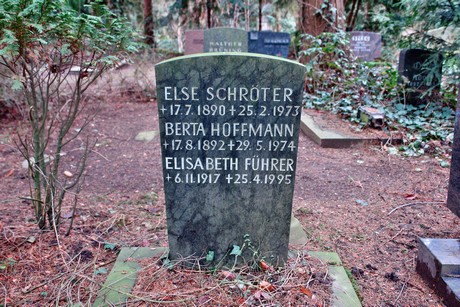 WALTER
ELSE SCHRÖTER
+17.7.1890 +25.2.1973
BERTA HOFFMANN
+17.8.1892 +29.5.1974
ELISABETH FÜHRER
+6.11.1917 +25.4.1995